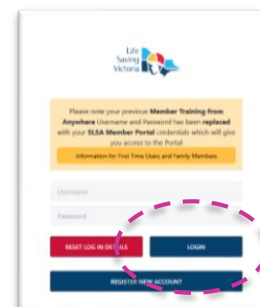 Life
Saving
Victoria
Please note your previous Member Training from
Anywhere Username and Password has been replaced
with your SLSA Member Portal credentials which will give
you access to the Portal
Information for First Time Users and Family Members
Username
Password
RESET LOG IN DETAILS
LOGIN
REGISTER NEW ACCOUNT